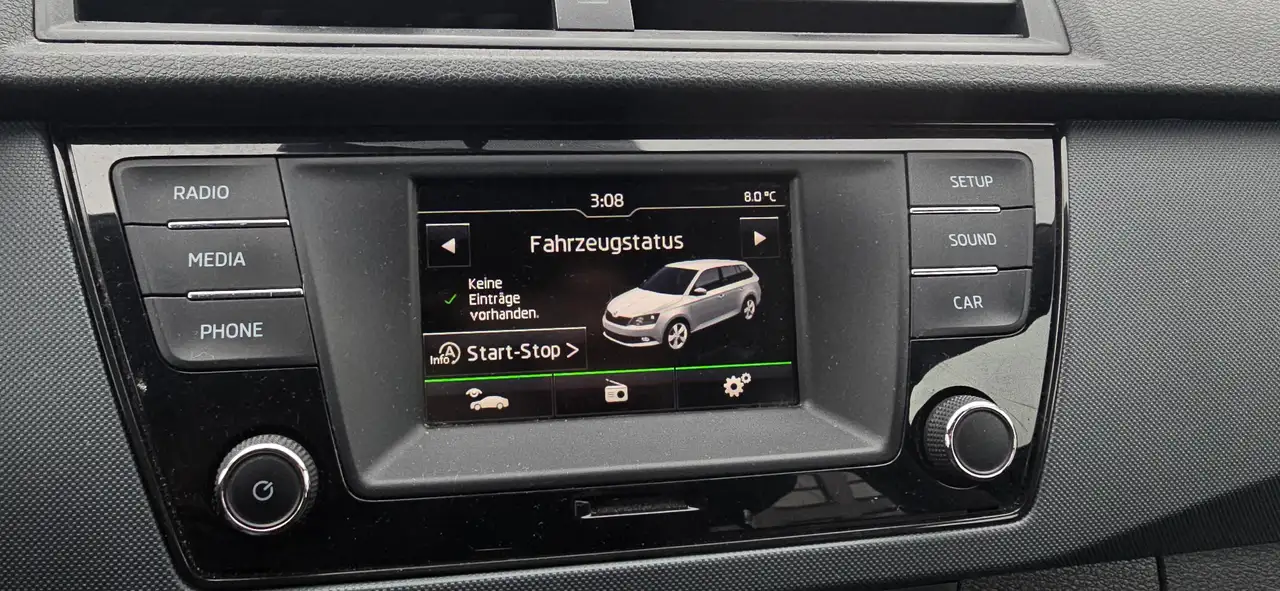 RADIO
MEDIA
PHONE
3:08
8.0 °C
Fahrzeugstatus
Keine
Einträge
vorhanden.
Info A Start-Stop >
SETUP
SOUND
CAR